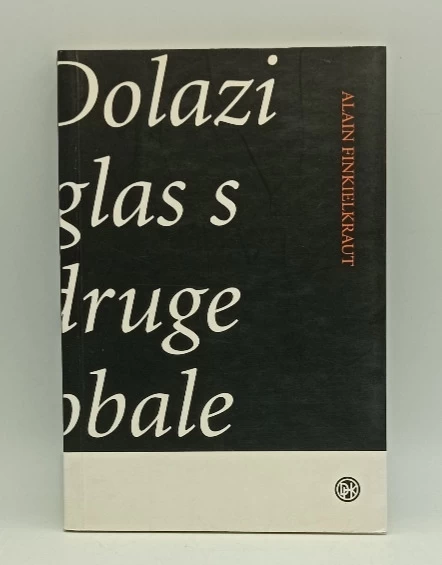 Dolazi
glas s
druge
obale
ALAIN FINKIELKRAUT